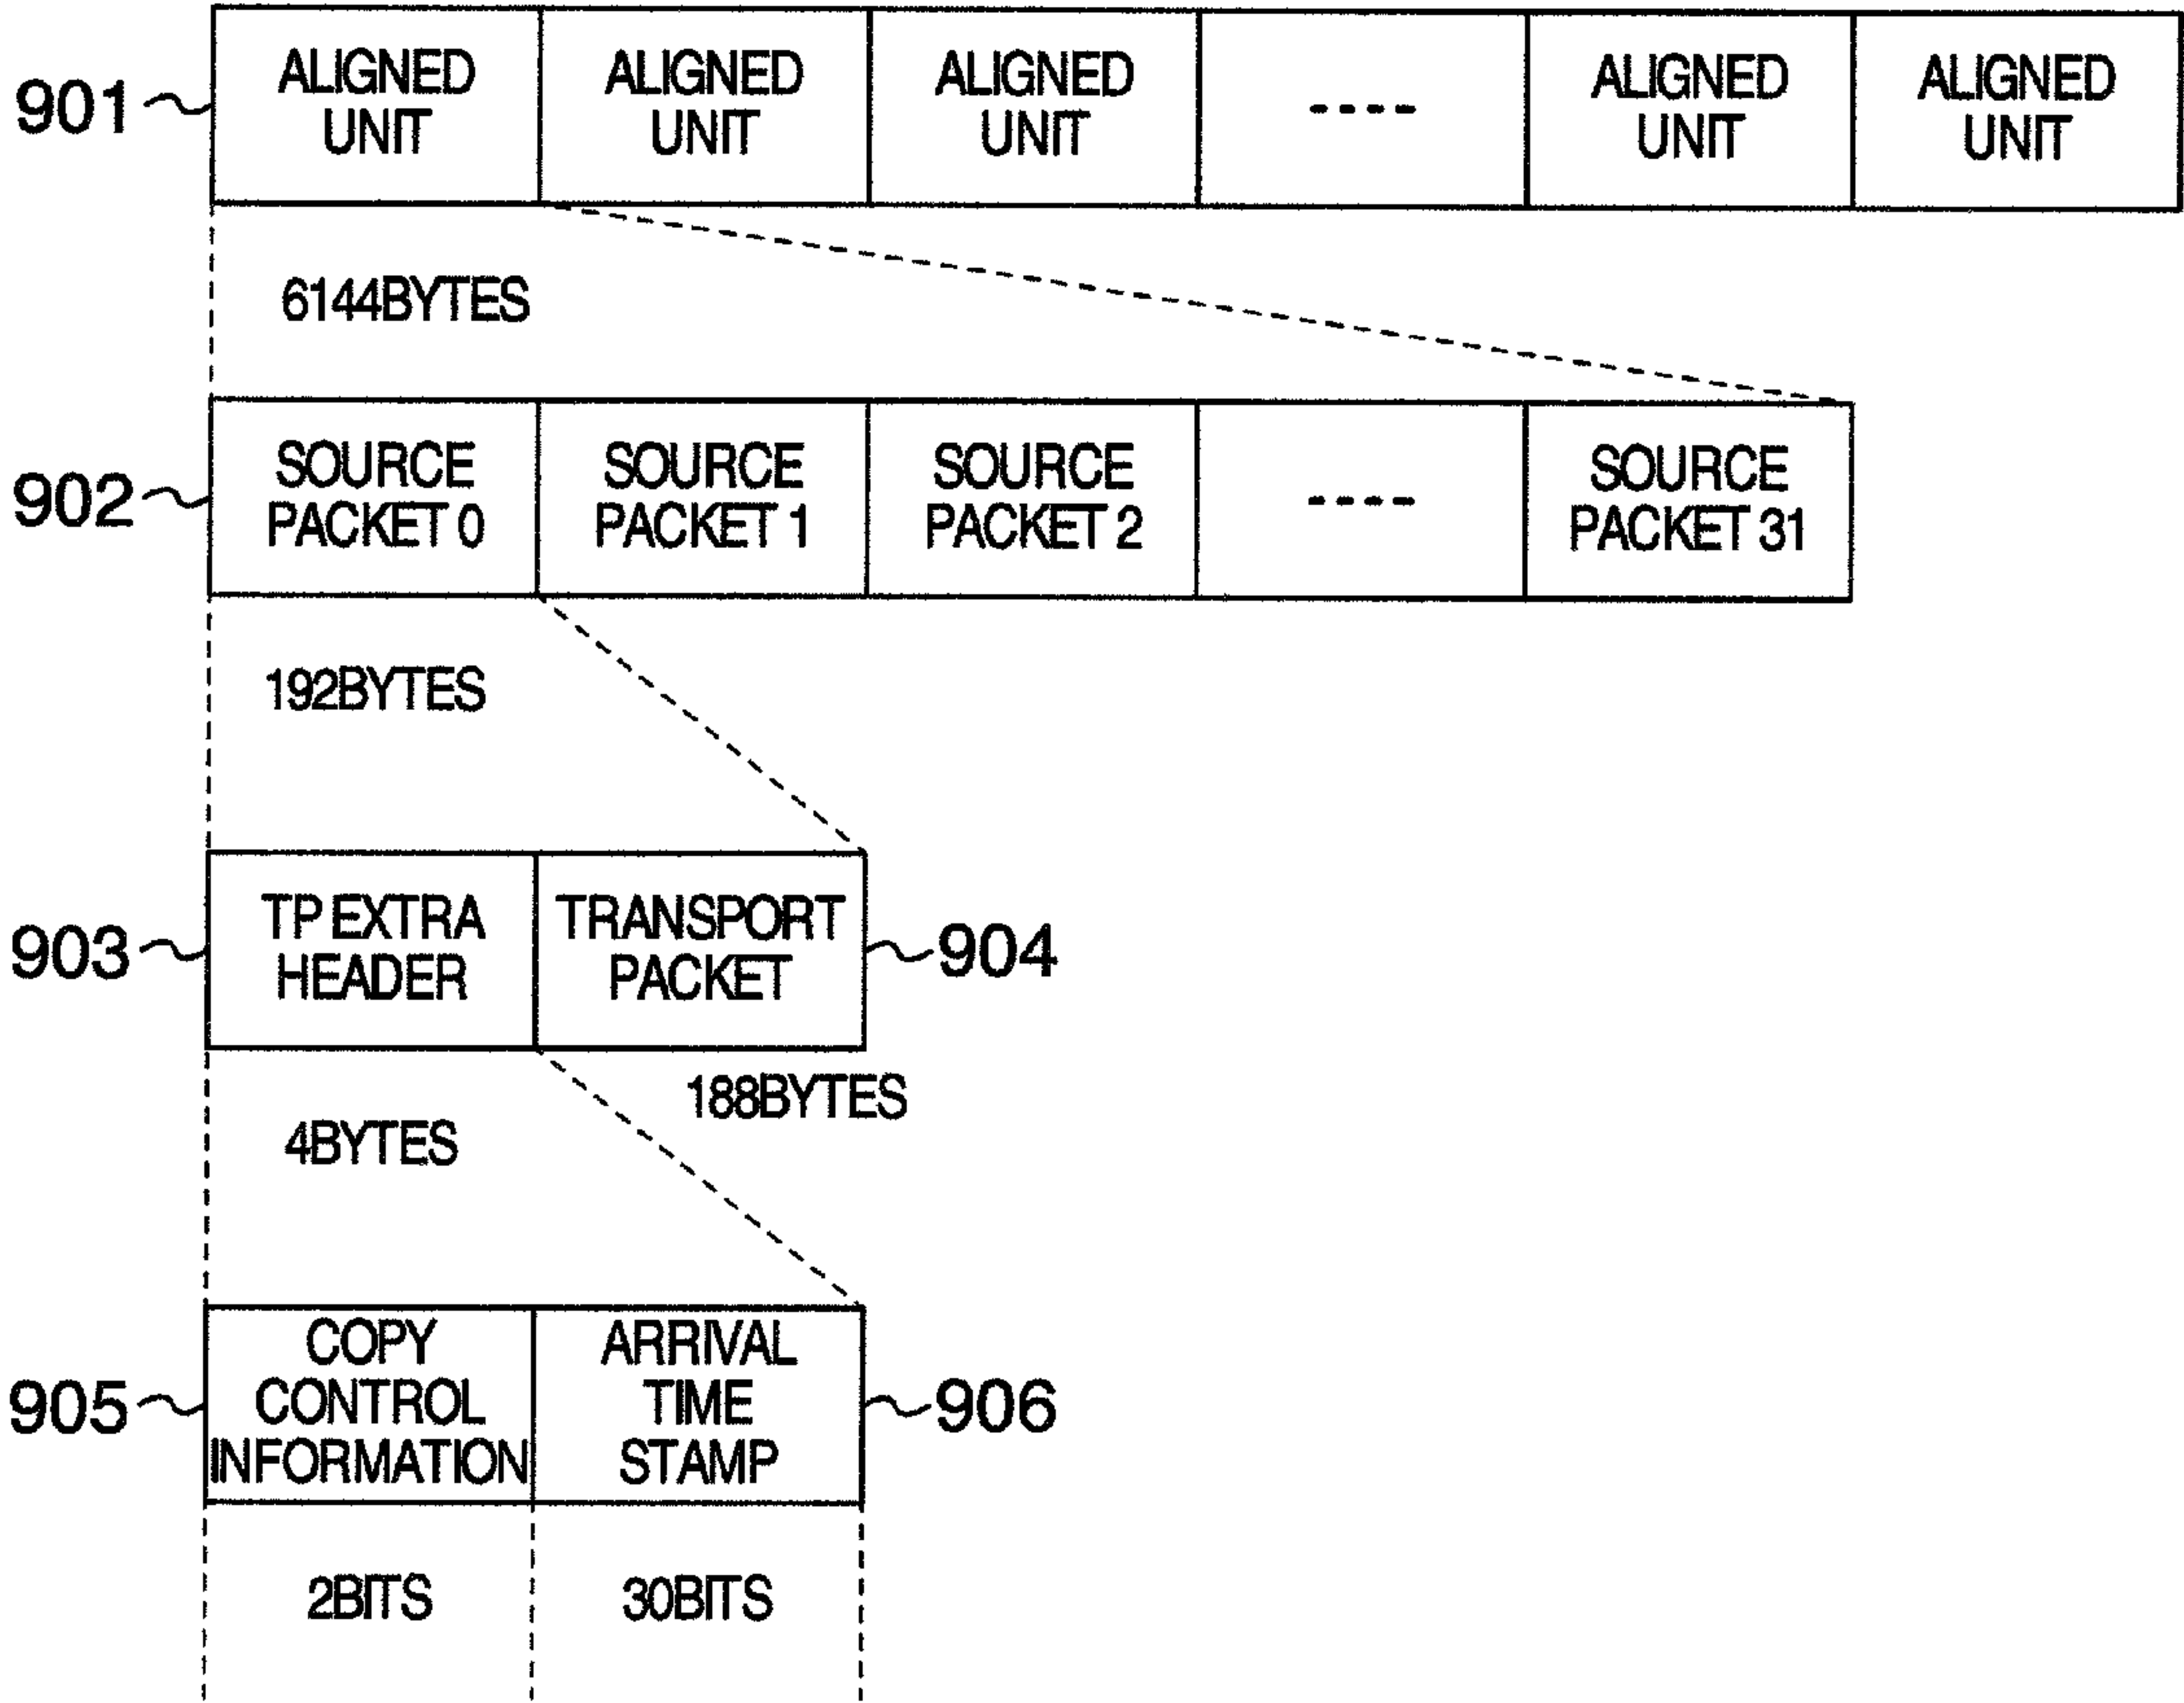 901
ALIGNED
UNIT
ALIGNED
UNIT
ALIGNED
UNIT
----
ALIGNED
UNIT
ALIGNED
UNIT
6144BYTES
902
SOURCE
PACKET 0
SOURCE
PACKET 1
SOURCE
PACKET 2
----
SOURCE
PACKET 31
192BYTES
903
TP EXTRA
HEADER
TRANSPORT
PACKET
904
4BYTES
188BYTES
905
COPY
CONTROL
INFORMATION
ARRIVAL
TIME
STAMP
906
2BITS
30BITS